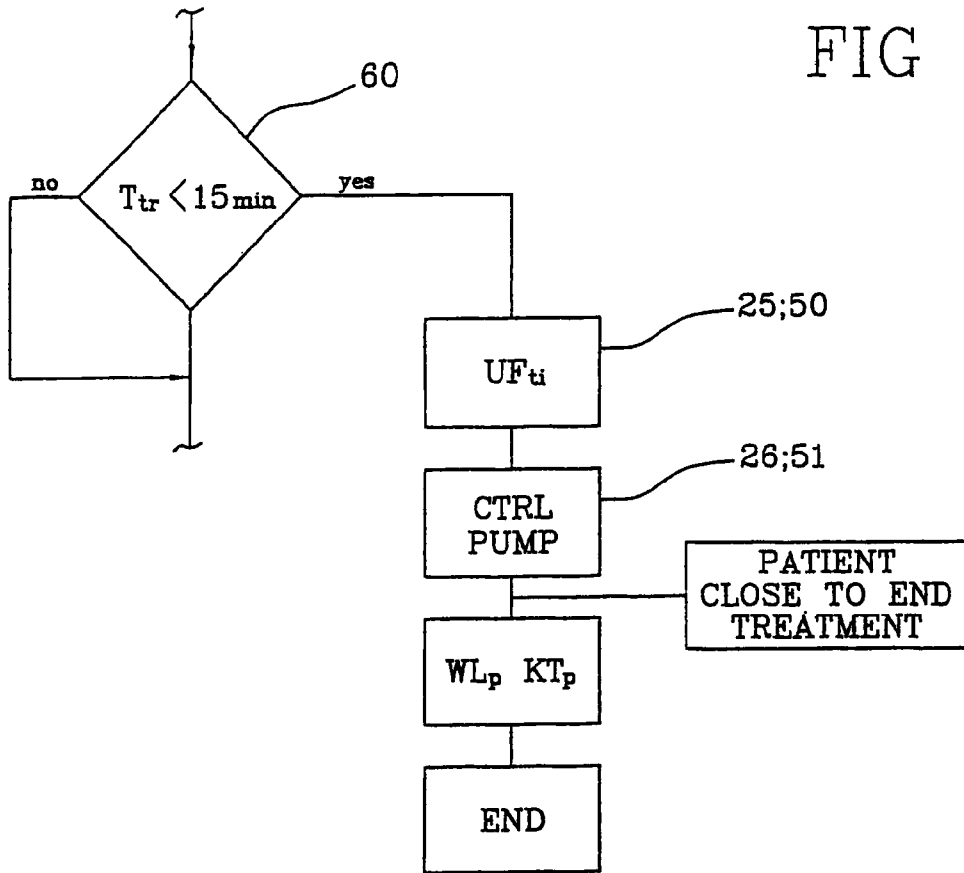 FIG
60
no
T_tr < 15 min
yes
25;50
UF_ti
26;51
CTRL
PUMP
PATIENT
CLOSE TO END
TREATMENT
WL_p KT_p
END